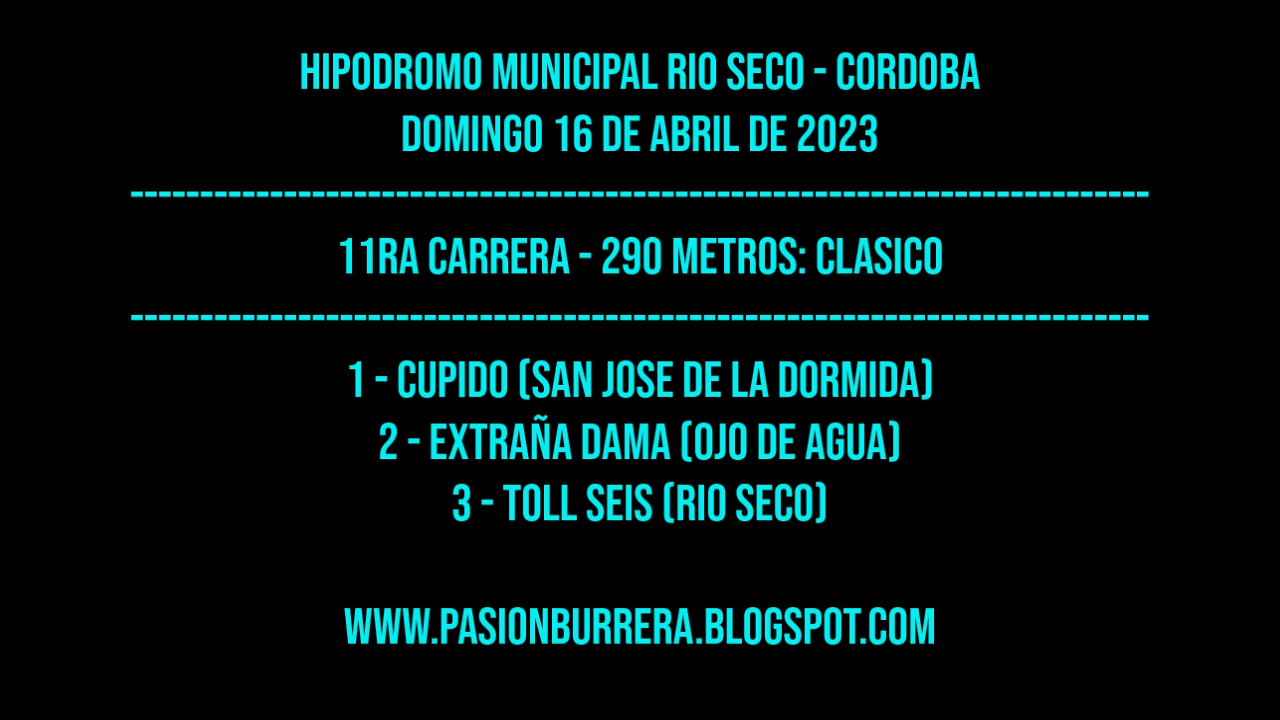 HIPODROMO MUNICIPAL RIO SECO - CORDOBA
DOMINGO 16 DE ABRIL DE 2023
-------------------------------------------------------------------------
11RA CARRERA - 290 METROS: CLASICO
-------------------------------------------------------------------------
1 - CUPIDO (SAN JOSE DE LA DORMIDA)
2 - EXTRAÑA DAMA (OJO DE AGUA)
3 - TOLL SEIS (RIO SECO)
WWW.PASIONBURRERA.BLOGSPOT.COM